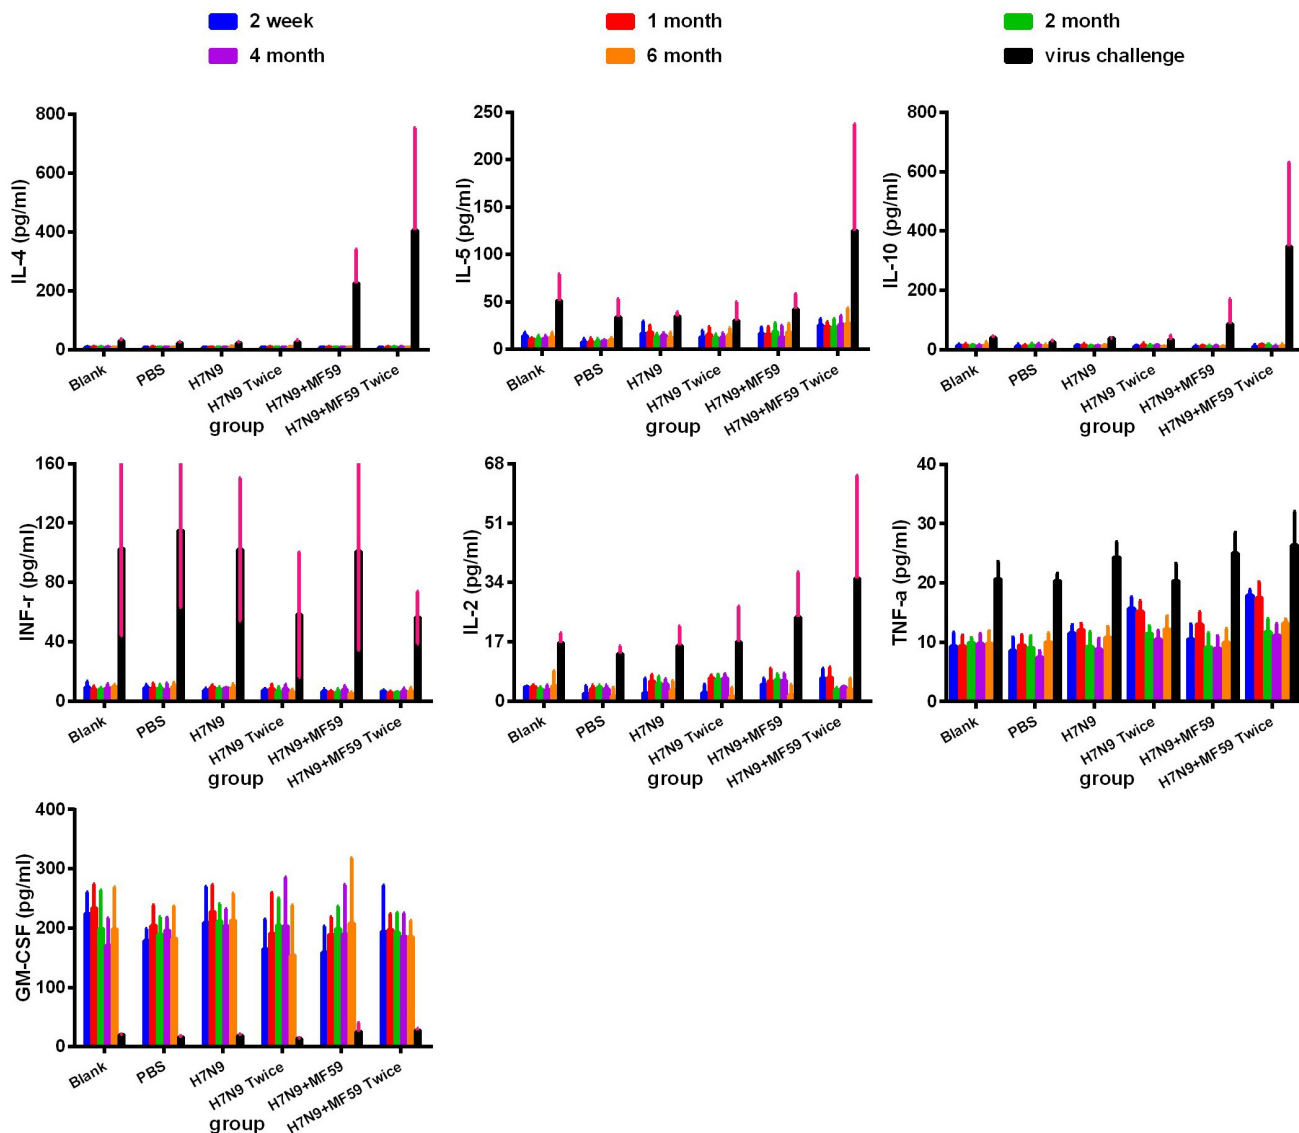 2 week
1 month
2 month
4 month
6 month
virus challenge
IL-4 (pg/ml)
800
600
400
200
0
Blank
PBS
H7N9
H7N9 Twice
H7N9+MF59
H7N9+MF59 Twice
group
IL-5 (pg/ml)
250
200
150
100
50
0
Blank
PBS
H7N9
H7N9 Twice
H7N9+MF59
H7N9+MF59 Twice
group
IL-10 (pg/ml)
800
600
400
200
0
Blank
PBS
H7N9
H7N9 Twice
H7N9+MF59
H7N9+MF59 Twice
group
INF-r (pg/ml)
160
120
80
40
0
Blank
PBS
H7N9
H7N9 Twice
H7N9+MF59
H7N9+MF59 Twice
group
IL-2 (pg/ml)
68
51
34
17
0
Blank
PBS
H7N9
H7N9 Twice
H7N9+MF59
H7N9+MF59 Twice
group
TNF-a (pg/ml)
40
30
20
10
0
Blank
PBS
H7N9
H7N9 Twice
H7N9+MF59
H7N9+MF59 Twice
group
GM-CSF (pg/ml)
400
300
200
100
0
Blank
PBS
H7N9
H7N9 Twice
H7N9+MF59
H7N9+MF59 Twice
group